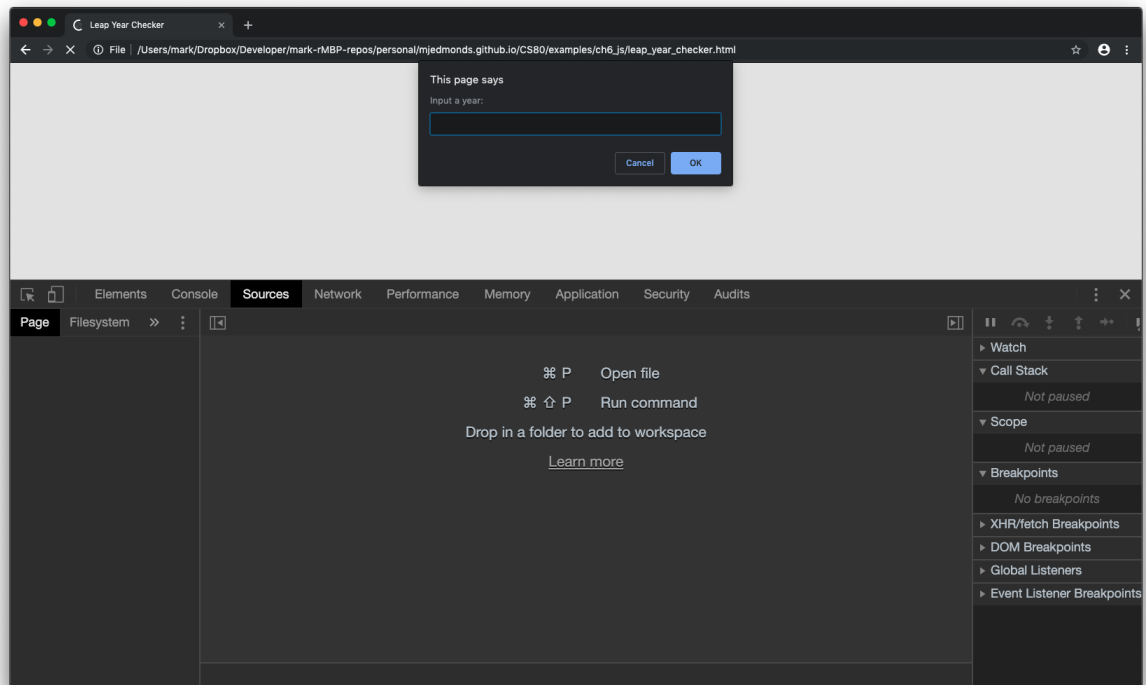 Leap Year Checker
File | /Users/mark/Dropbox/Developer/mark-rMBP-repos/personal/mjedmonds.github.io/CS80/examples/ch6_js/leap_year_checker.html
This page says
Input a year:
Cancel OK
Elements Console Sources Network Performance Memory Application Security Audits
Page Filesystem »
⌘ P Open file
⌘ ⇧ P Run command
Drop in a folder to add to workspace
Learn more
Watch
Call Stack
Not paused
Scope
Not paused
Breakpoints
No breakpoints
XHR/fetch Breakpoints
DOM Breakpoints
Global Listeners
Event Listener Breakpoints